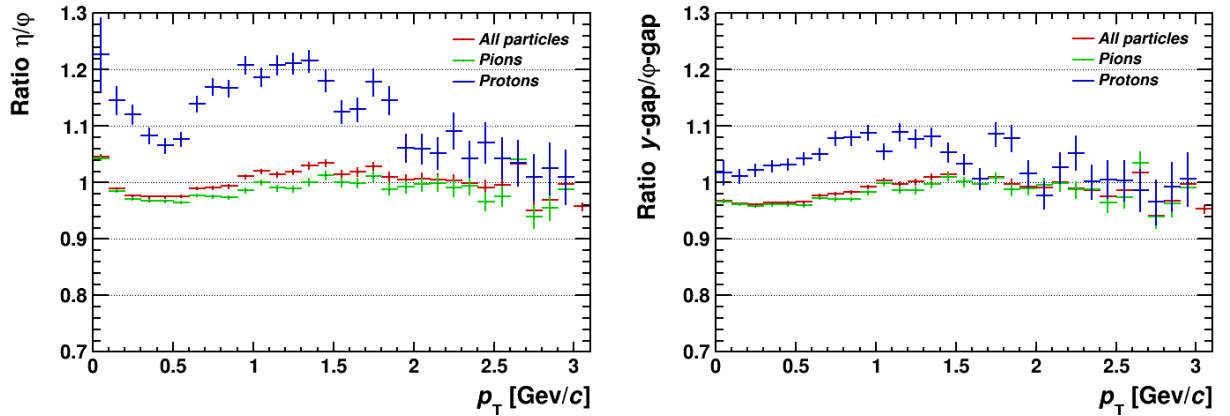 Ratio η/φ
1.3
1.2
1.1
1
0.9
0.8
0.7
0
0.5
1
1.5
2
2.5
3
p_T [Gev/c]
All particles
Pions
Protons
Ratio y-gap/φ-gap
1.3
1.2
1.1
1
0.9
0.8
0.7
0
0.5
1
1.5
2
2.5
3
p_T [Gev/c]
All particles
Pions
Protons